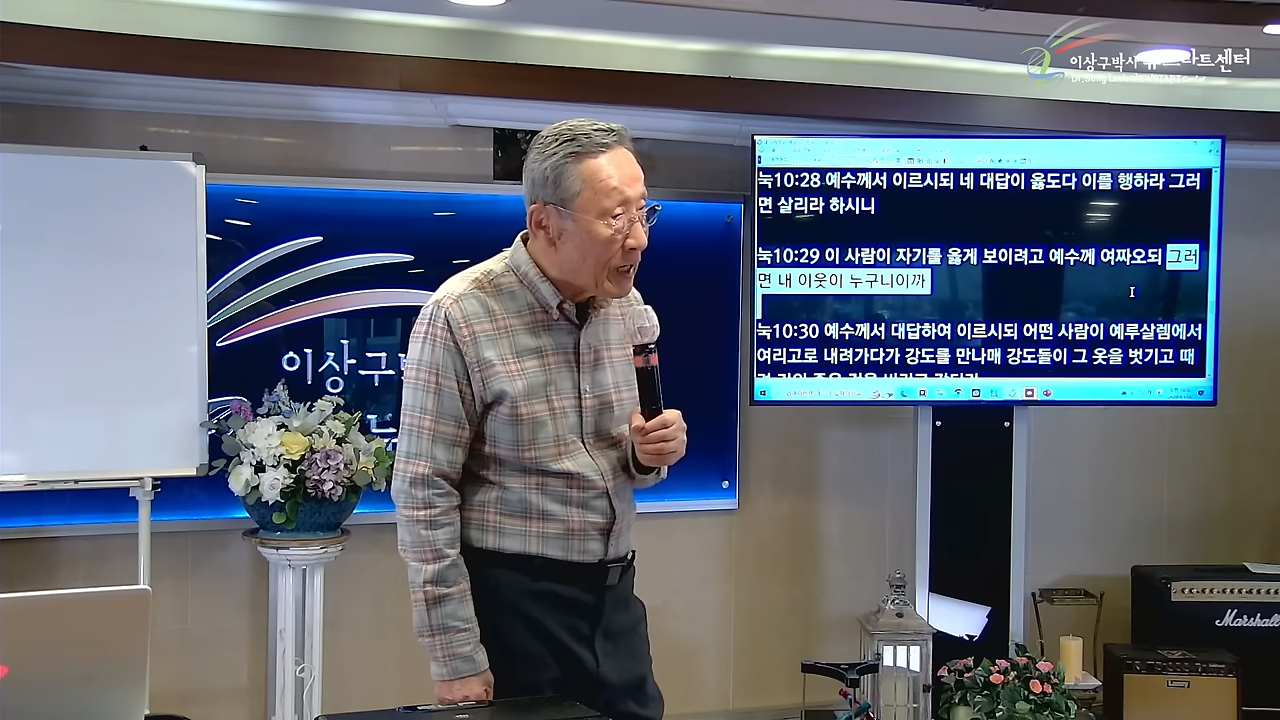 이상구박사 뉴스타트센터
눅10:28 예수께서 이르시되 네 대답이 옳도다 이를 행하라 그러
면 살리라 하시니
눅10:29 이 사람이 자기를 옳게 보이려고 예수께 여짜오되 그러
면 내 이웃이 누구니이까
눅10:30 예수께서 대답하여 이르시되 어떤 사람이 예루살렘에서
여리고로 내려가다가 강도를 만나매 강도들이 그 옷을 벗기고 때
이상구박
Marshall
Laney